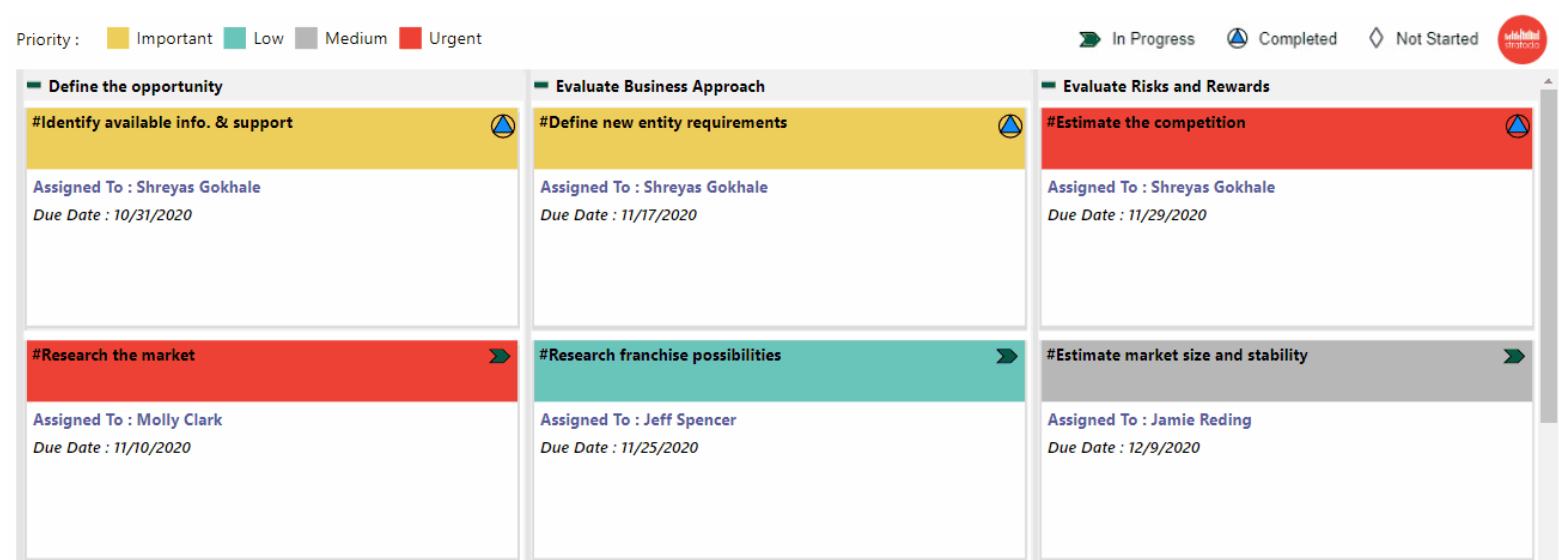 Priority : Important Low Medium Urgent In Progress Completed Not Started
stratodo
Define the opportunity
#Identify available info. & support
Assigned To : Shreyas Gokhale
Due Date : 10/31/2020
#Research the market
Assigned To : Molly Clark
Due Date : 11/10/2020
Evaluate Business Approach
#Define new entity requirements
Assigned To : Shreyas Gokhale
Due Date : 11/17/2020
#Research franchise possibilities
Assigned To : Jeff Spencer
Due Date : 11/25/2020
Evaluate Risks and Rewards
#Estimate the competition
Assigned To : Shreyas Gokhale
Due Date : 11/29/2020
#Estimate market size and stability
Assigned To : Jamie Reding
Due Date : 12/9/2020